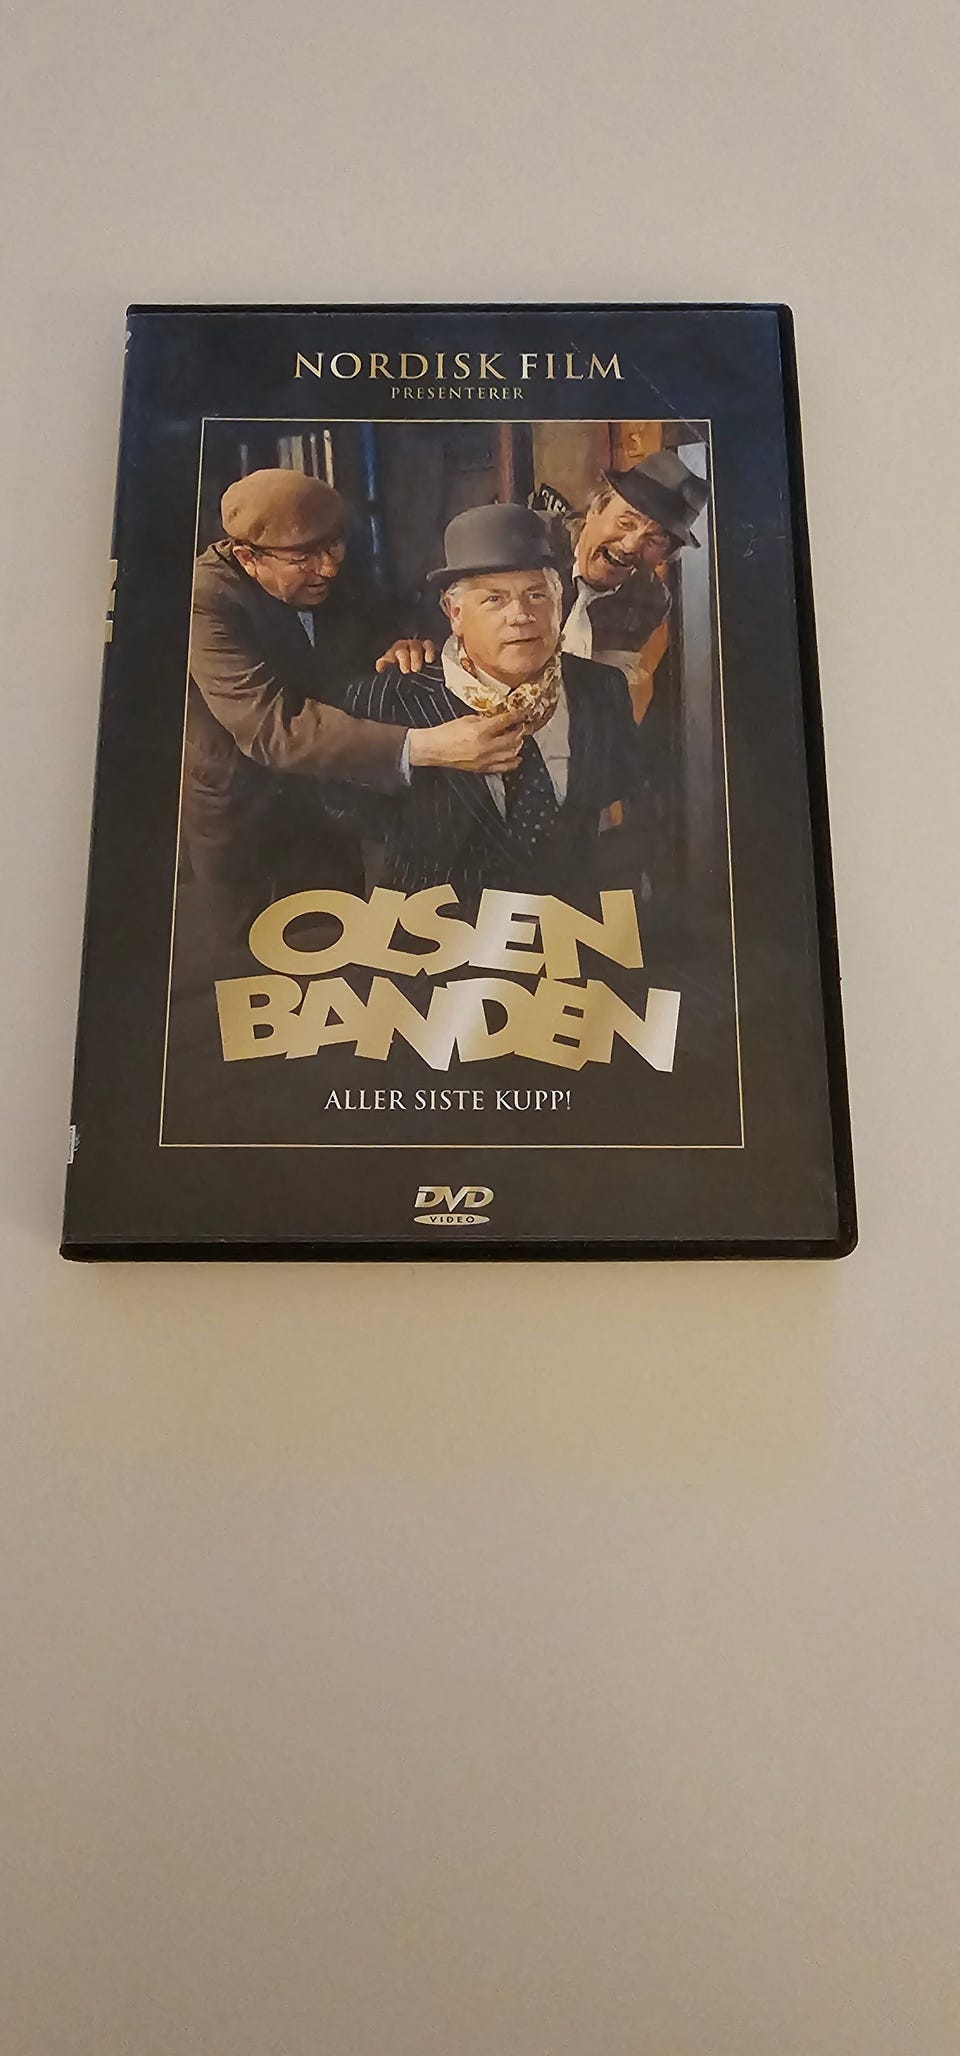 NORDISK FILM
PRESENTERER
OLSEN
BANDEN
ALLER SISTE KUPP!
DVD
VIDEO